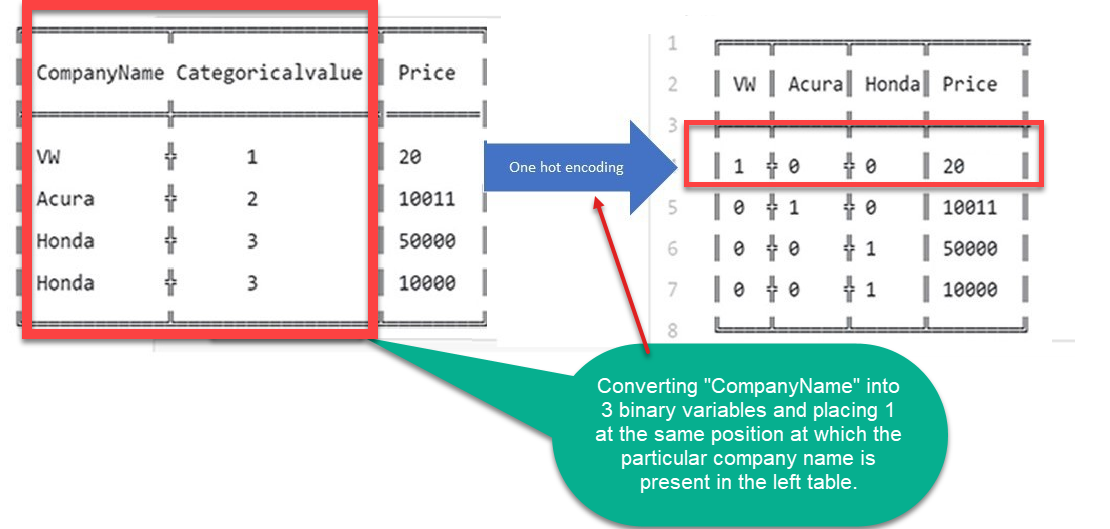 CompanyName Categoricalvalue Price
VW 1 20
Acura 2 10011
Honda 3 50000
Honda 3 10000
One hot encoding
1
2 VW Acura Honda Price
3
1 0 0 20
5 0 1 0 10011
6 0 0 1 50000
7 0 0 1 10000
8
Converting "CompanyName" into
3 binary variables and placing 1
at the same position at which the
particular company name is
present in the left table.